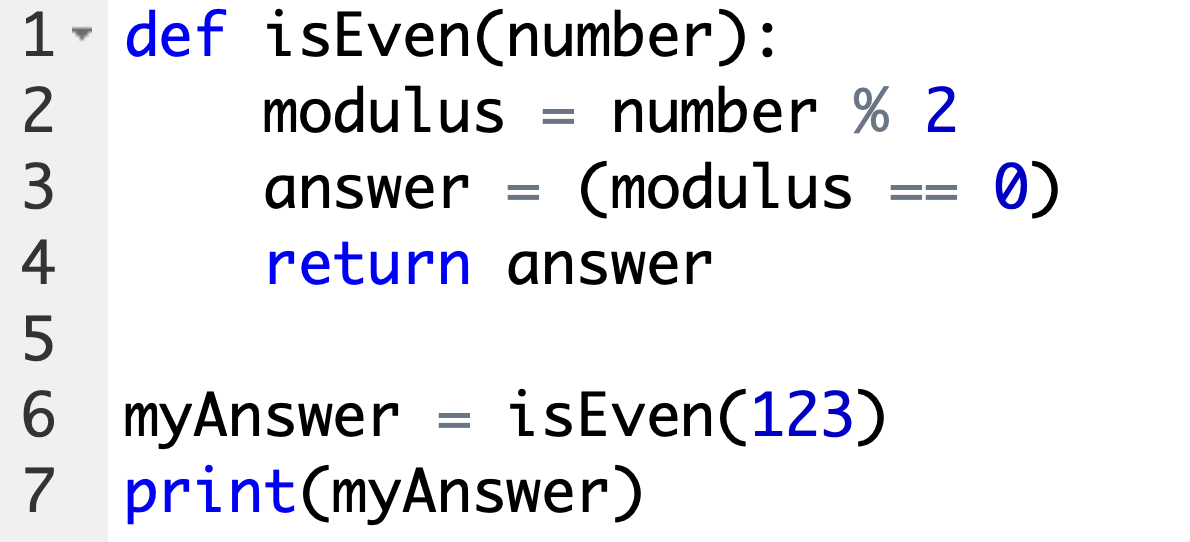 1 def isEven(number):
2     modulus = number % 2
3     answer = (modulus == 0)
4     return answer
5
6 myAnswer = isEven(123)
7 print(myAnswer)